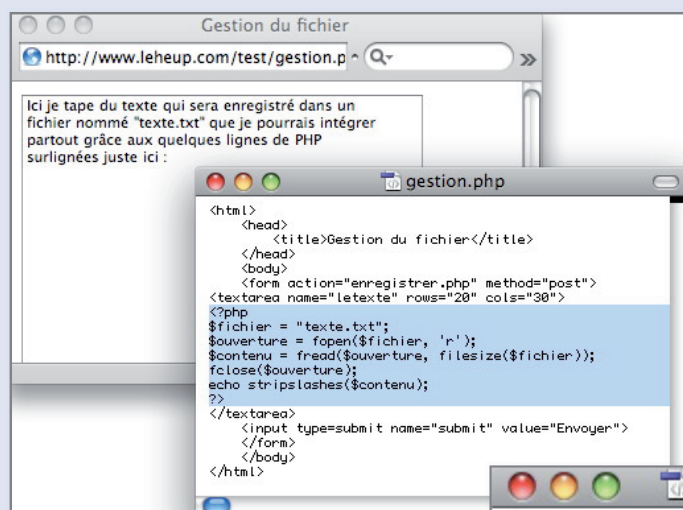 Gestion du fichier
http://www.leheup.com/test/gestion.p
Ici je tape du texte qui sera enregistré dans un
fichier nommé "texte.txt" que je pourrais intégrer
partout grâce aux quelques lignes de PHP
surlignées juste ici :
gestion.php
<html>
<head>
<title>Gestion du fichier</title>
</head>
<body>
<form action="enregistrer.php" method="post">
<textarea name="letexte" rows="20" cols="30">
<?php
$fichier = "texte.txt";
$ouverture = fopen($fichier, 'r');
$contenu = fread($ouverture, filesize($fichier));
fclose($ouverture);
echo stripslashes($contenu);
?>
</textarea>
<input type=submit name="submit" value="Envoyer">
</form>
</body>
</html>